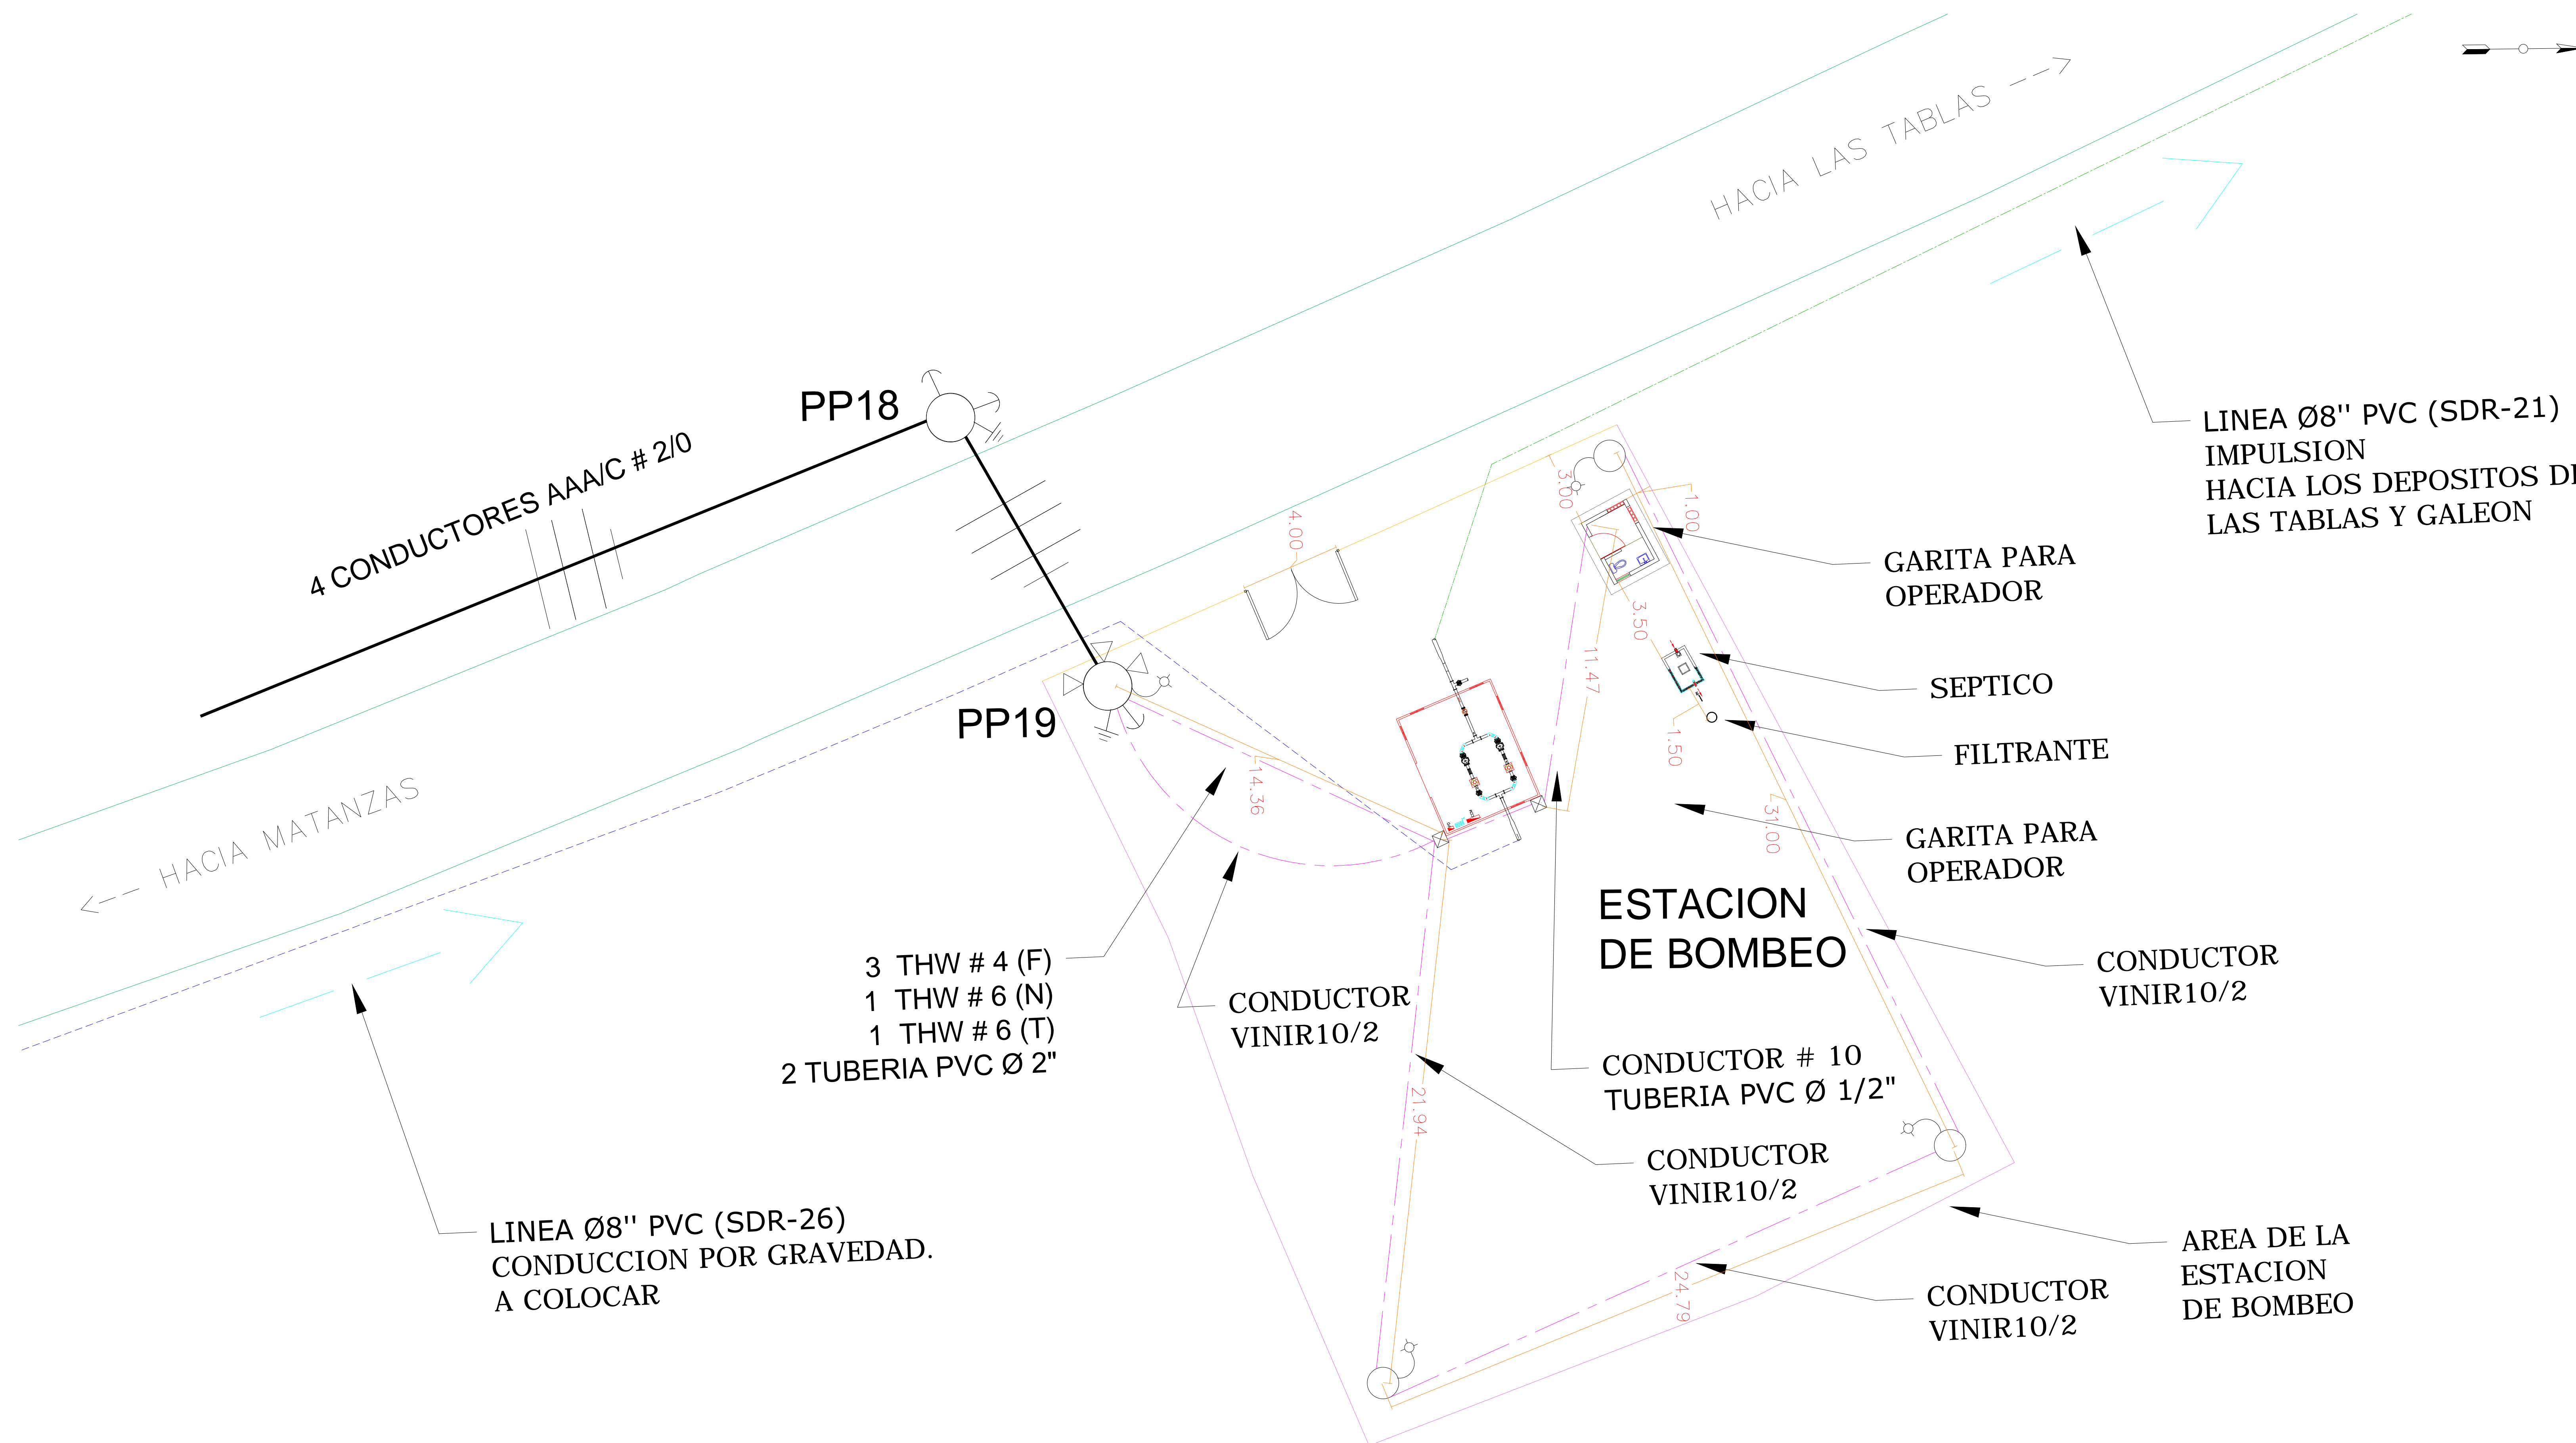 HACIA LAS TABLAS
PP18
4 CONDUCTORES AAA/C # 2/0
LINEA Ø8'' PVC (SDR-21)
IMPULSION
HACIA LOS DEPOSITOS DE
LAS TABLAS Y GALEON
3.00
1.00
4.00
GARITA PARA
OPERADOR
3.50
11.47
SEPTICO
PP19
FILTRANTE
1.50
14.36
31.00
HACIA MATANZAS
GARITA PARA
OPERADOR
ESTACION
DE BOMBEO
3 THW # 4 (F)
1 THW # 6 (N)
1 THW # 6 (T)
2 TUBERIA PVC Ø 2"
CONDUCTOR
VINIR10/2
CONDUCTOR
VINIR10/2
CONDUCTOR # 10
TUBERIA PVC Ø 1/2"
21.94
CONDUCTOR
VINIR10/2
LINEA Ø8'' PVC (SDR-26)
CONDUCCION POR GRAVEDAD.
A COLOCAR
AREA DE LA
ESTACION
DE BOMBEO
24.79
CONDUCTOR
VINIR10/2